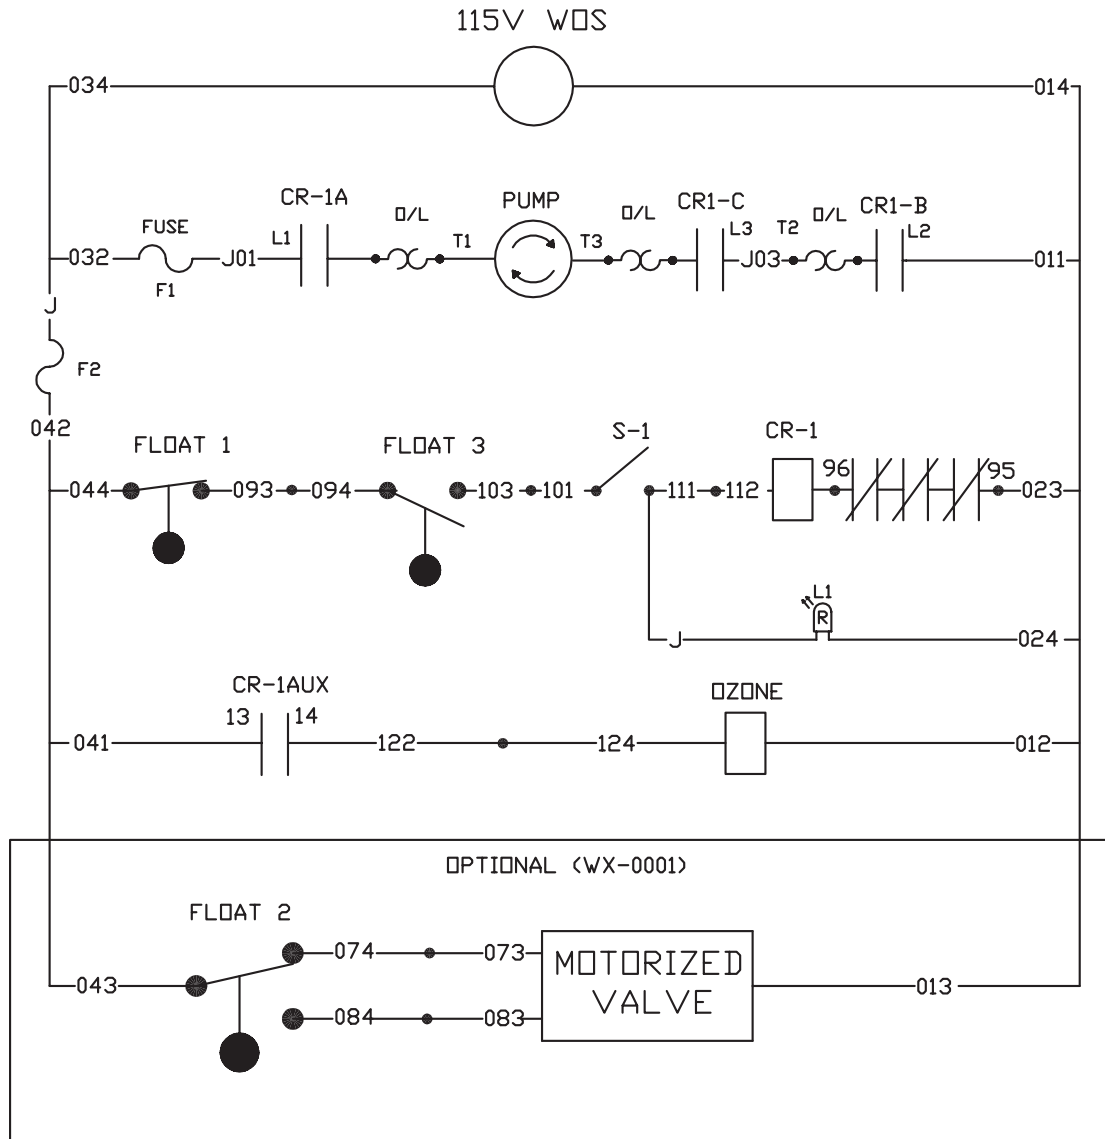 115V WOS
034
014
CR-1A
O/L
PUMP
O/L
CR1-C
O/L
CR1-B
FUSE
L1
T1
T3
L3
T2
L2
032
J01
J03
011
F1
J
F2
042
FLOAT 1
FLOAT 3
S-1
CR-1
96
95
044
093
094
103
101
111
112
023
L1
R
J
024
CR-1AUX
OZONE
13
14
041
122
124
012
OPTIONAL (WX-0001)
FLOAT 2
074
073
MOTORIZED
VALVE
043
013
084
083